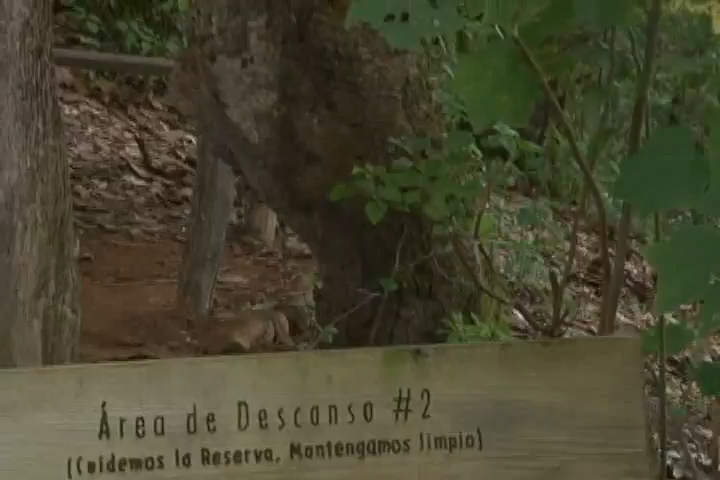 Área de Descanso #2
(Cuidemos la Reserva, Mantengamos limpio)